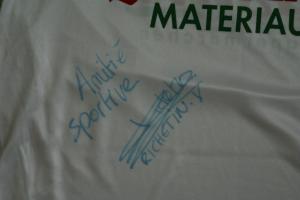 MATERIAU
Amitié
sportive
RICHETIN. V